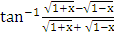 tan⁻¹ (√(1+x) − √(1−x)) / (√(1+x) + √(1−x))